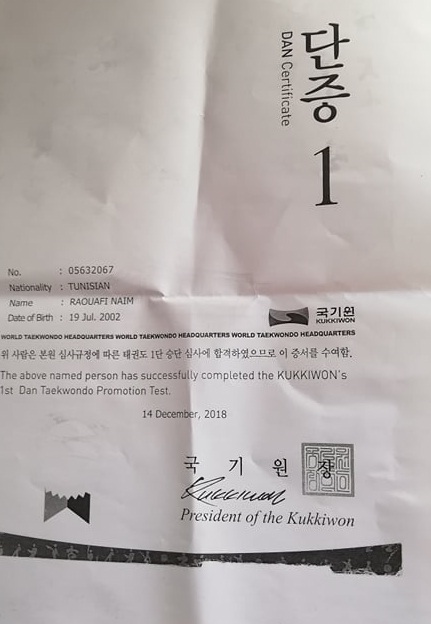 단증
DAN Certificate
1
No. : 05632067
Nationality : TUNISIAN
Name : RAOUAFI NAIM
Date of Birth : 19 Jul. 2002
국기원
KUKKIWON
WORLD TAEKWONDO HEADQUARTERS WORLD TAEKWONDO HEADQUARTERS WORLD TAEKWONDO HEADQUARTERS
위 사람은 본원 심사규정에 따른 태권도 1단 승단 심사에 합격하였으므로 이 증서를 수여함.
The above named person has successfully completed the KUKKIWON's
1st Dan Taekwondo Promotion Test.
14 December, 2018
국 기 원 장
Kukkiwon
President of the Kukkiwon